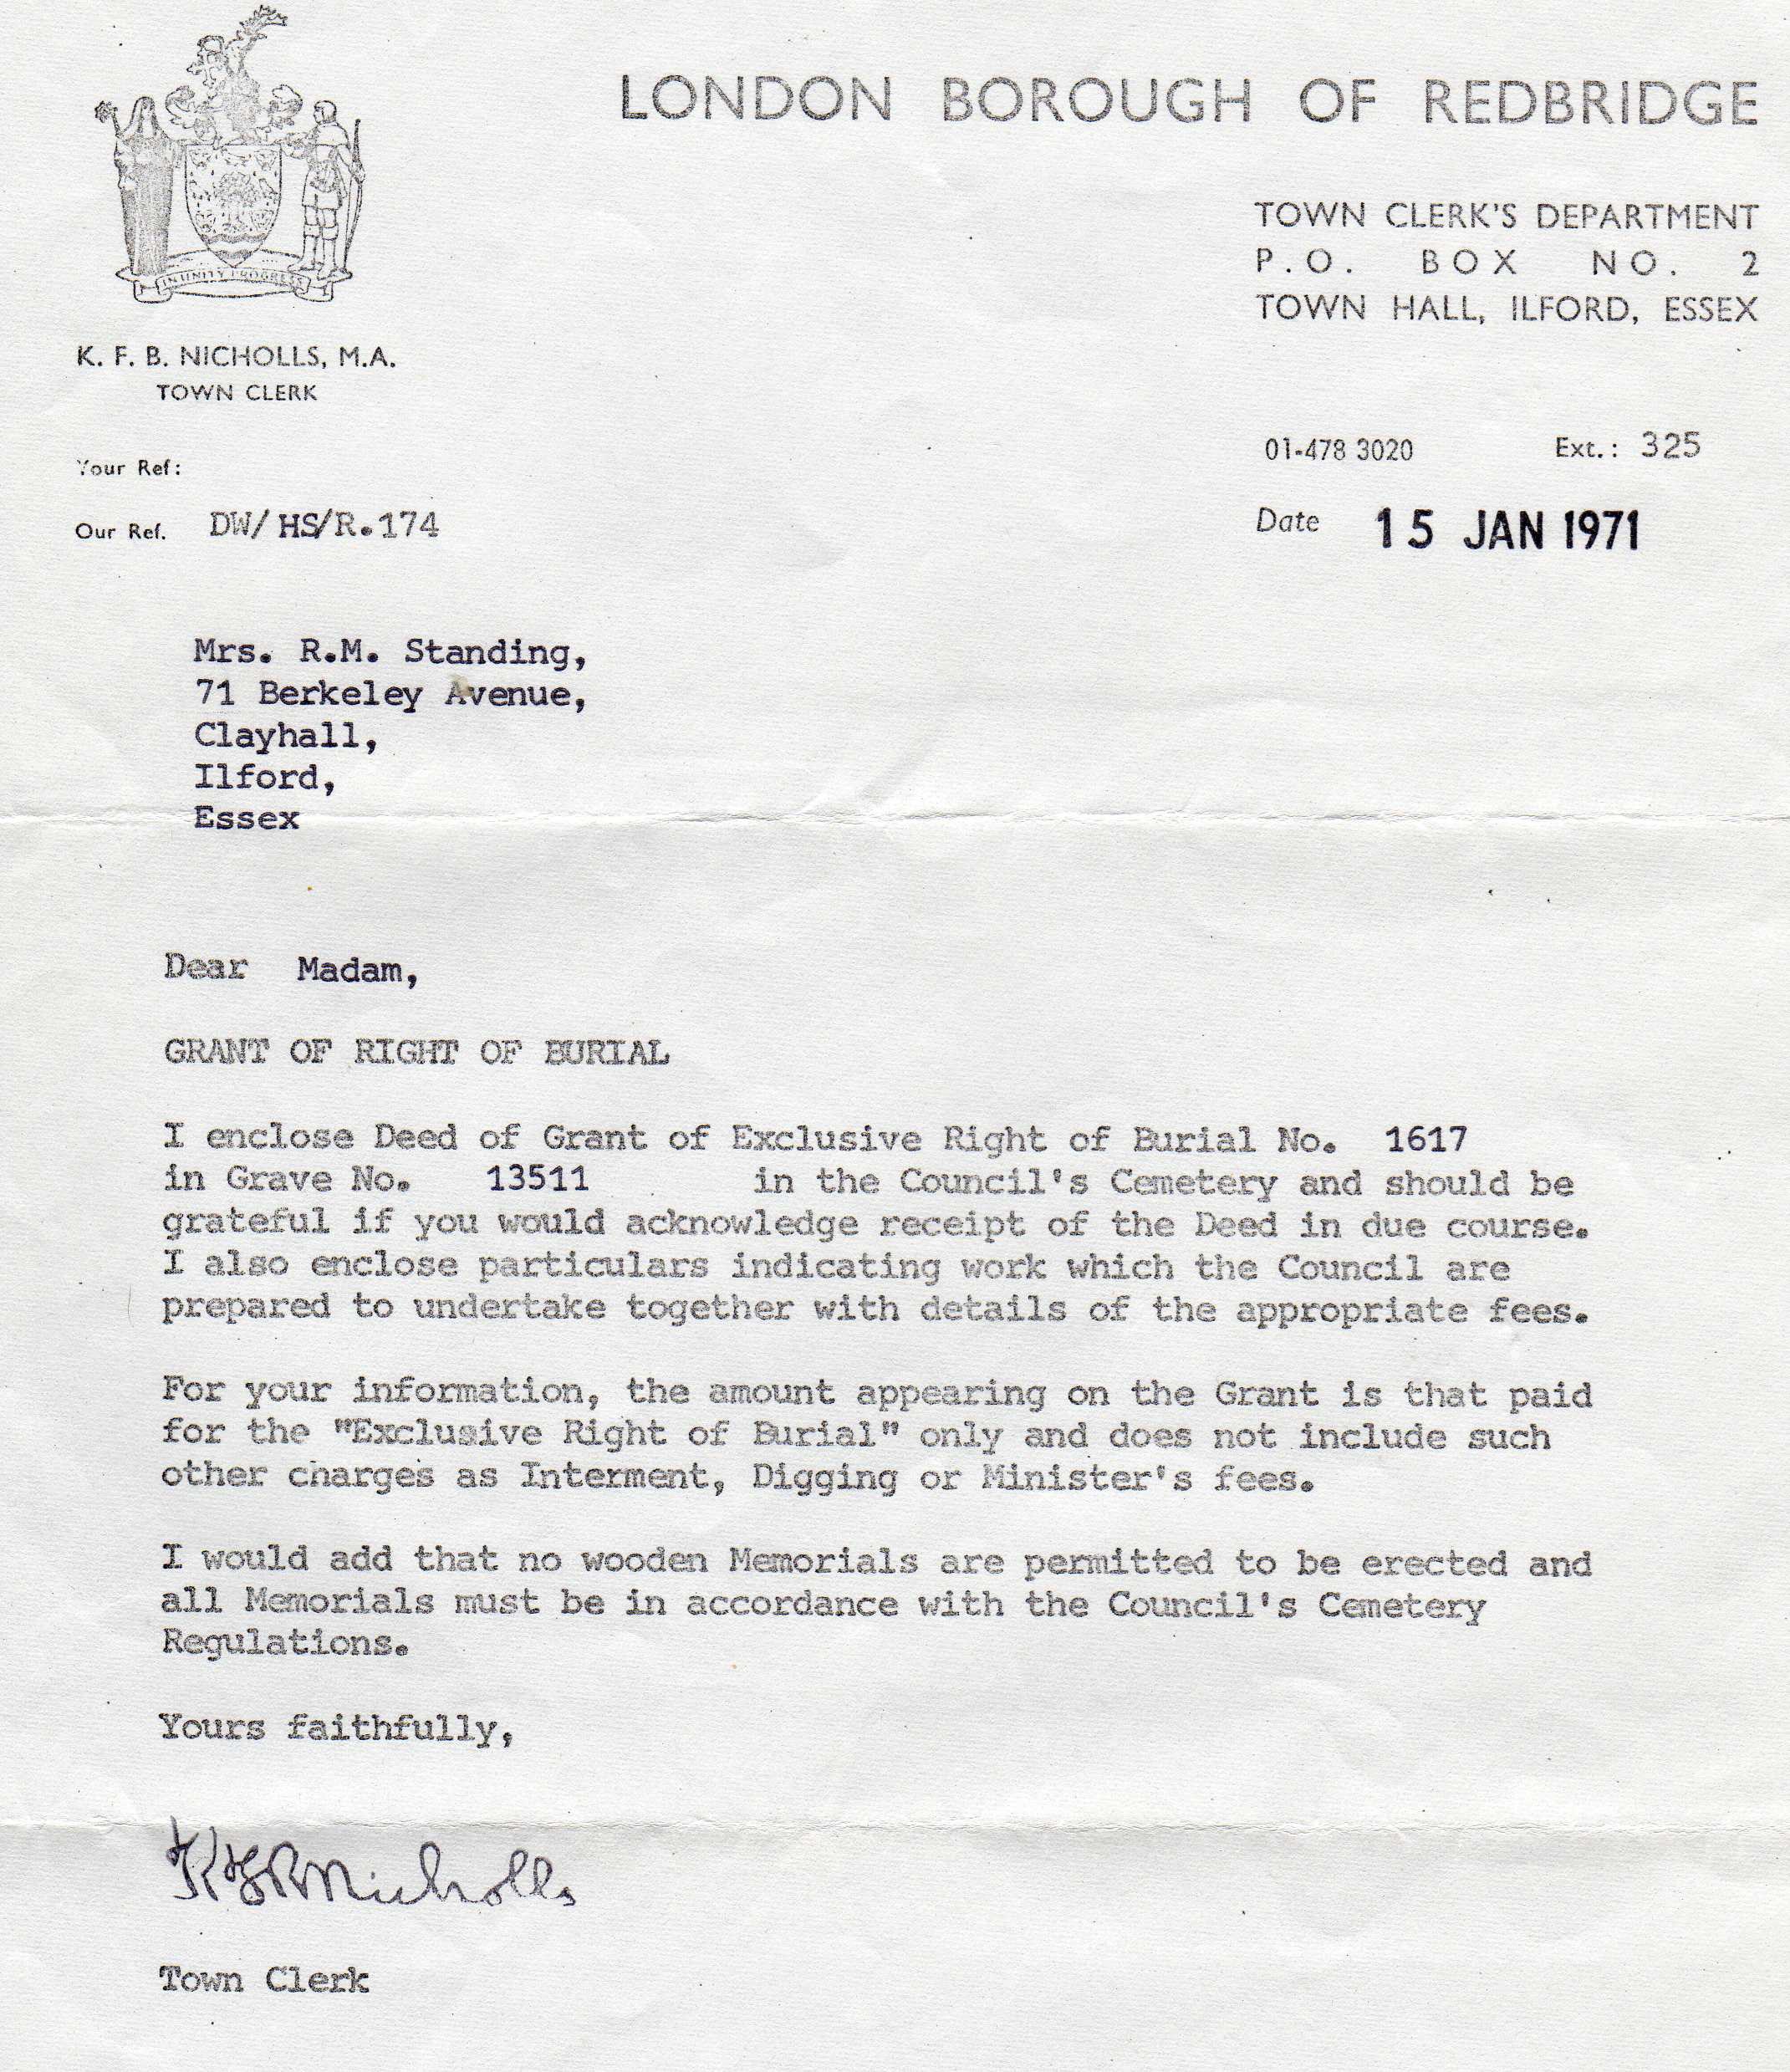 LONDON BOROUGH OF REDBRIDGE
TOWN CLERK'S DEPARTMENT
P.O. BOX NO. 2
TOWN HALL, ILFORD, ESSEX
IN UNITY PROGRESS
K. F. B. NICHOLLS, M.A.
TOWN CLERK
01-478 3020 Ext.: 325
Your Ref:
Our Ref. DW/HS/R.174
Date 15 JAN 1971
Mrs. R.M. Standing,
71 Berkeley Avenue,
Clayhall,
Ilford,
Essex
Dear Madam,
GRANT OF RIGHT OF BURIAL
I enclose Deed of Grant of Exclusive Right of Burial No. 1617
in Grave No. 13511 in the Council's Cemetery and should be
grateful if you would acknowledge receipt of the Deed in due course.
I also enclose particulars indicating work which the Council are
prepared to undertake together with details of the appropriate fees.
For your information, the amount appearing on the Grant is that paid
for the "Exclusive Right of Burial" only and does not include such
other charges as Interment, Digging or Minister's fees.
I would add that no wooden Memorials are permitted to be erected and
all Memorials must be in accordance with the Council's Cemetery
Regulations.
Yours faithfully,
KFBNicholls
Town Clerk